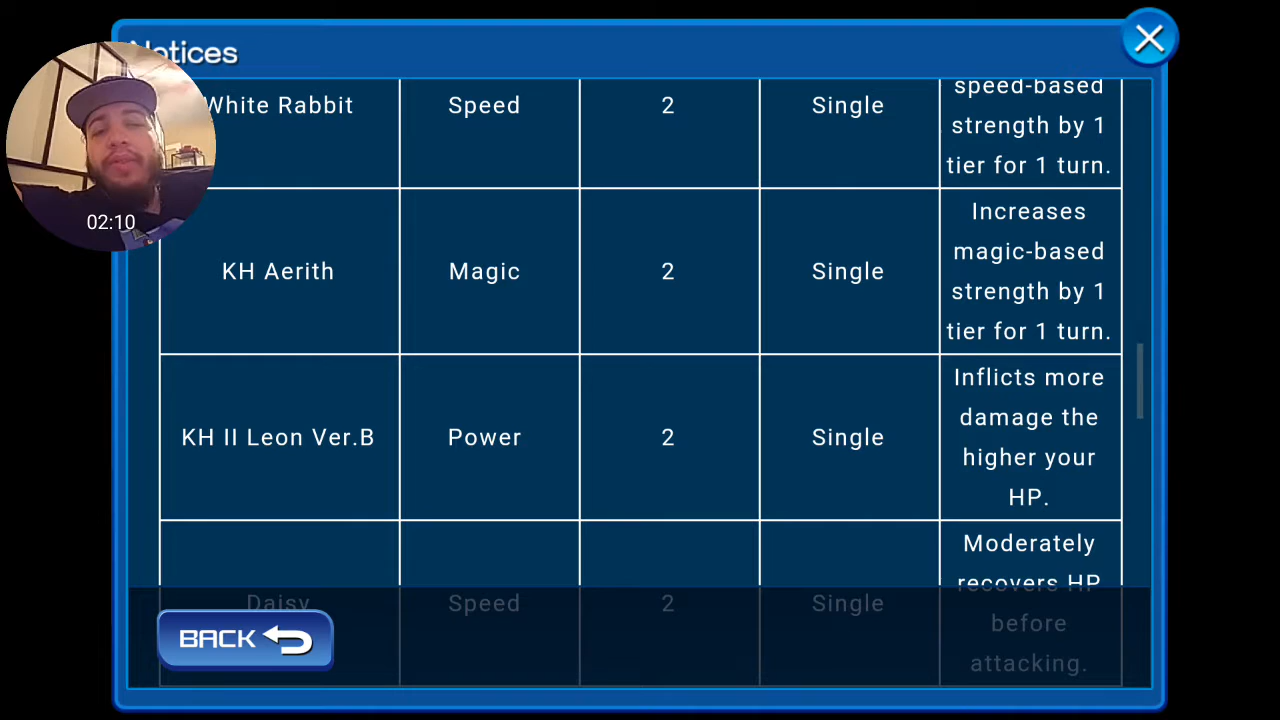 Notices
speed-based
White Rabbit Speed 2 Single strength by 1
tier for 1 turn.
Increases
magic-based
KH Aerith Magic 2 Single
strength by 1
tier for 1 turn.
Inflicts more
damage the
KH II Leon Ver.B Power 2 Single
higher your
HP.
Moderately
recovers HP
Daisy Speed 2 Single
before
attacking.
BACK
02:10